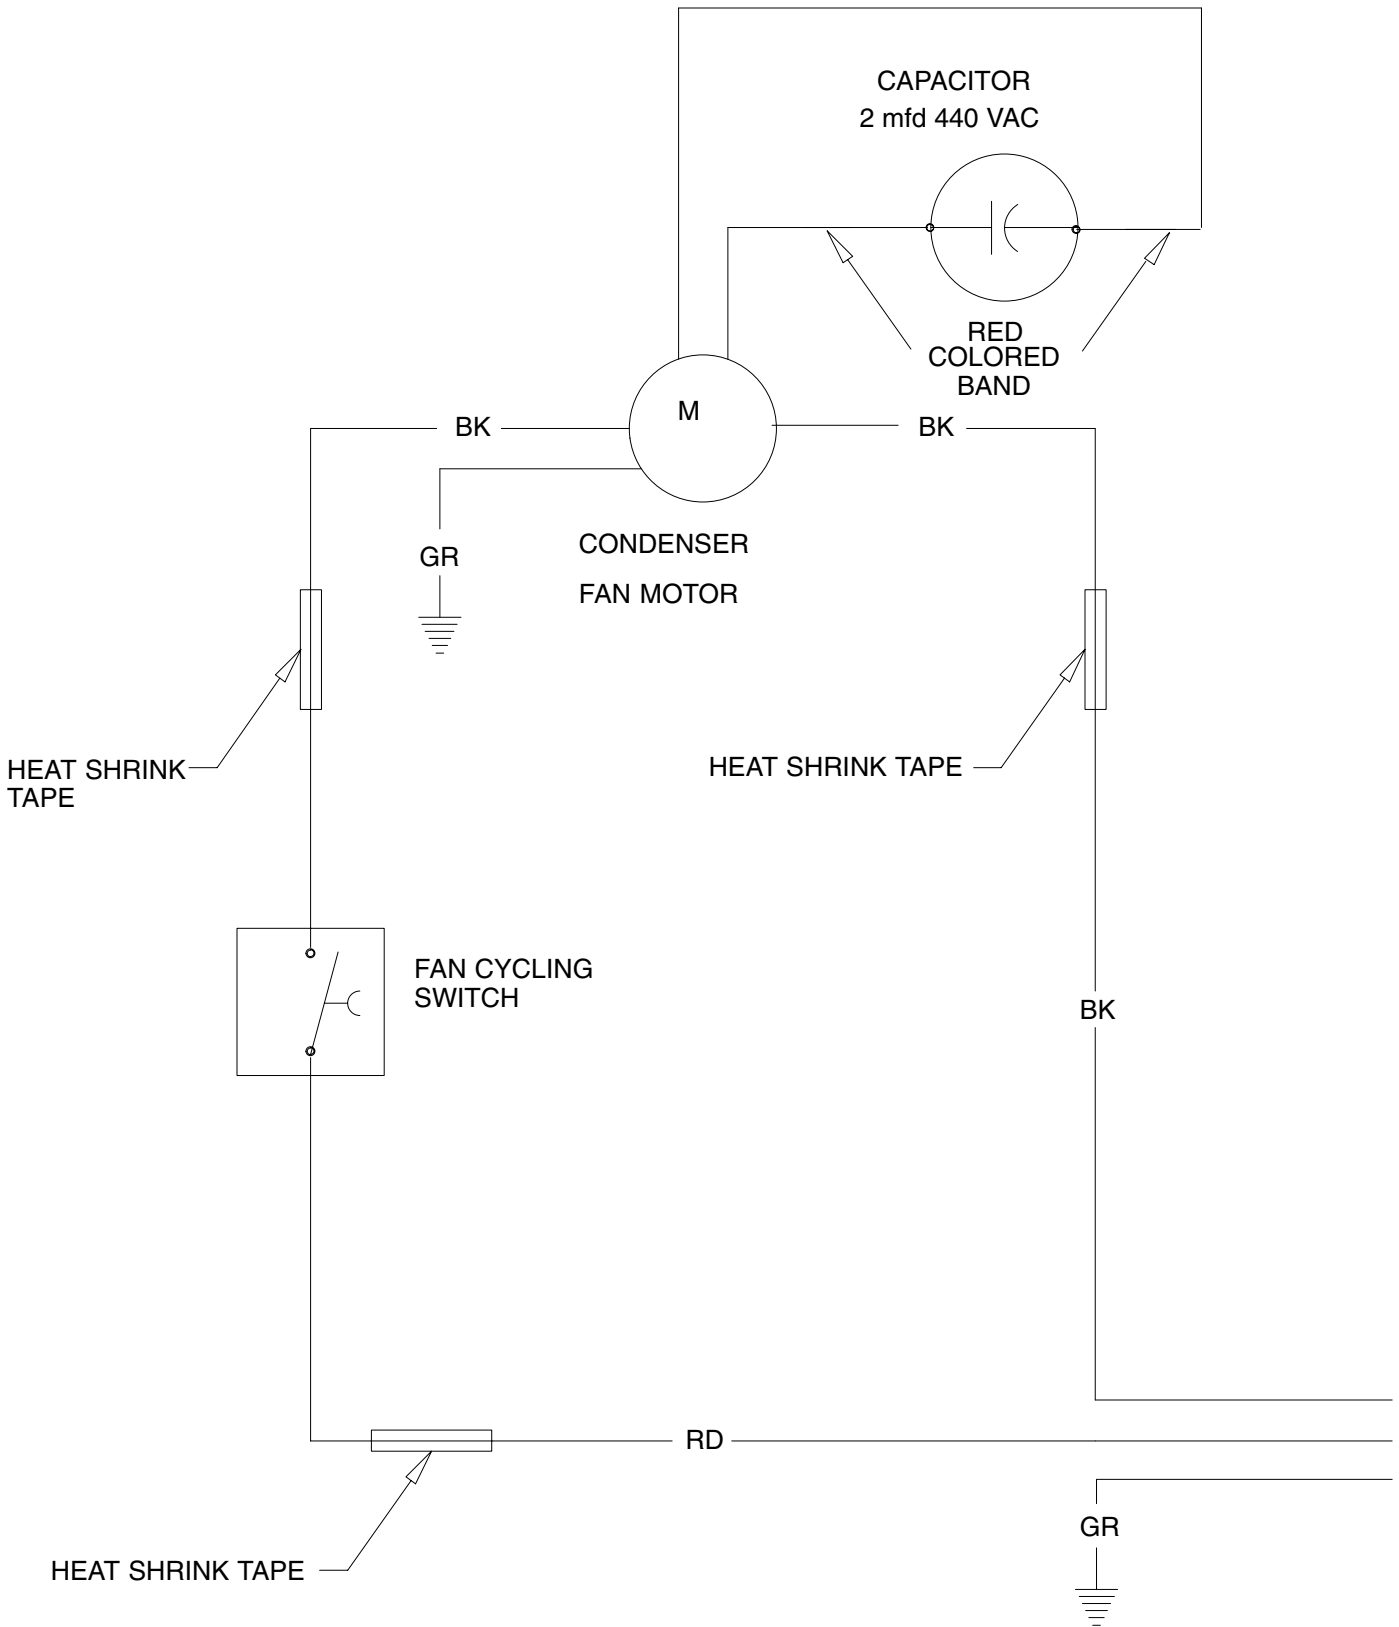 CAPACITOR
2 mfd 440 VAC
RED
COLORED
BAND
M
BK
BK
CONDENSER
FAN MOTOR
GR
HEAT SHRINK
TAPE
HEAT SHRINK TAPE
FAN CYCLING
SWITCH
BK
RD
GR
HEAT SHRINK TAPE